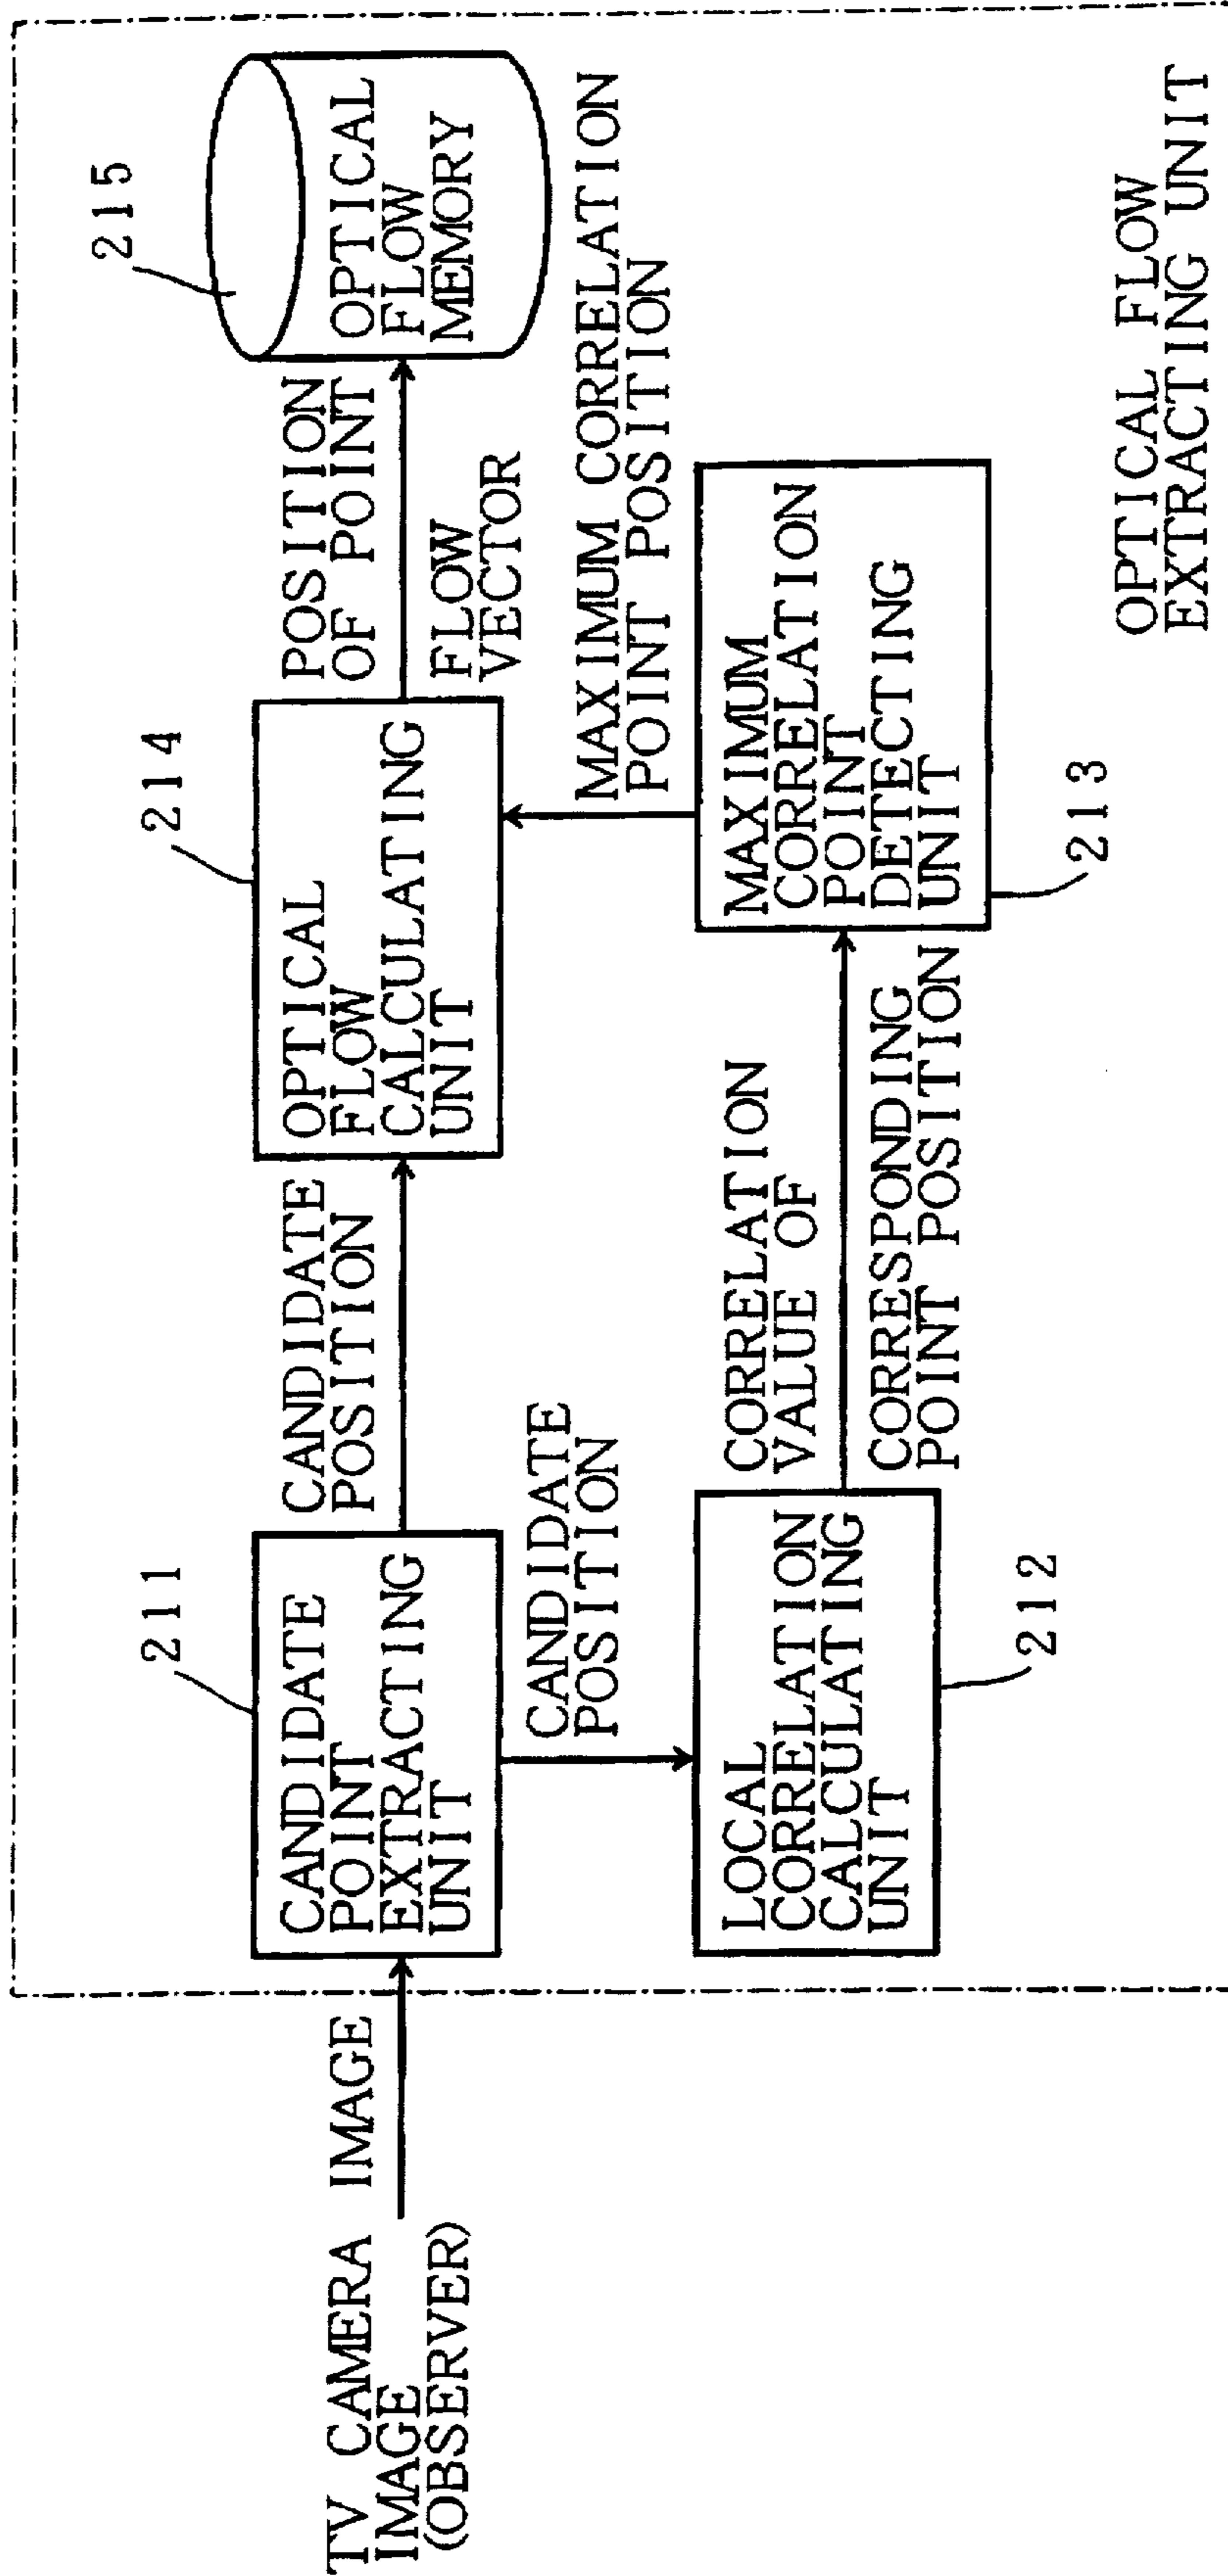 TV CAMERA IMAGE
IMAGE
(OBSERVER)
211
CANDIDATE
POINT
EXTRACTING
UNIT
CANDIDATE
POSITION
214
OPTICAL
FLOW
CALCULATING
UNIT
POSITION
OF POINT
FLOW
VECTOR
215
OPTICAL
FLOW
MEMORY
CANDIDATE
POSITION
LOCAL
CORRELATION
CALCULATING
UNIT
212
CORRELATION
VALUE OF
CORRESPONDING
POINT POSITION
MAXIMUM
CORRELATION
POINT
DETECTING
UNIT
213
MAXIMUM CORRELATION
POINT POSITION
OPTICAL FLOW
EXTRACTING UNIT